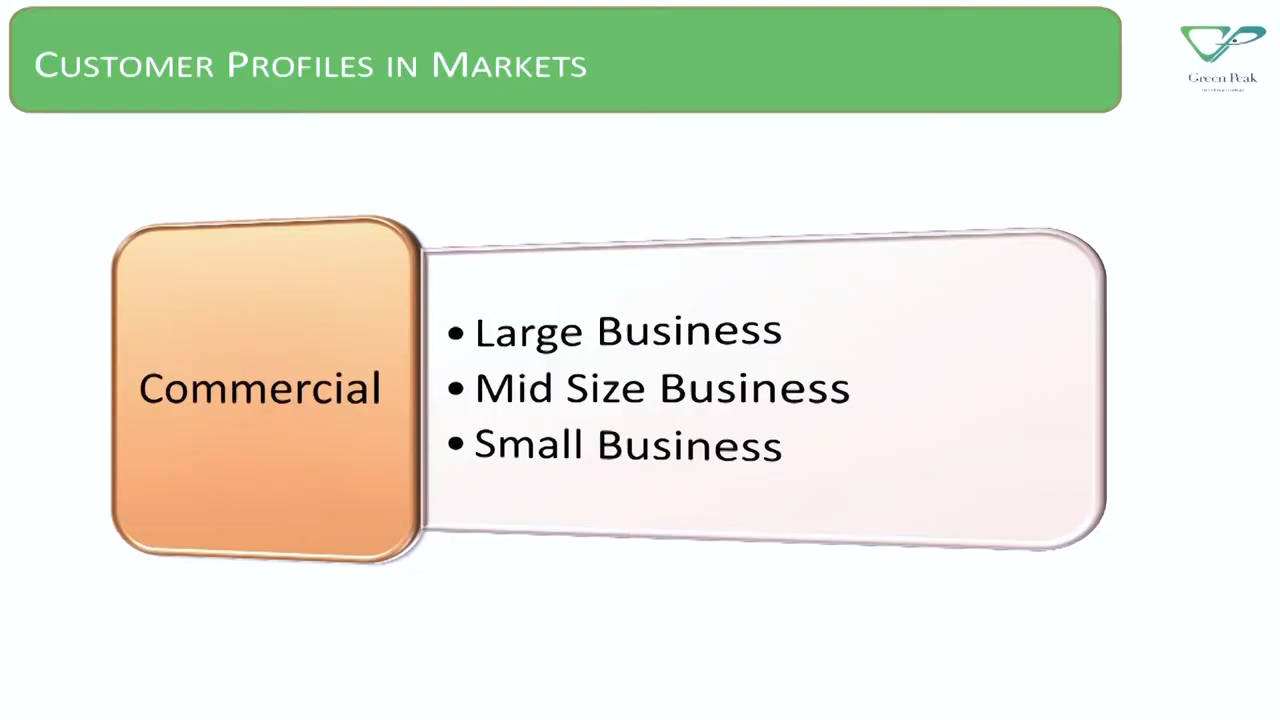 Customer Profiles in Markets
Green Peak
Commercial
• Large Business
• Mid Size Business
• Small Business